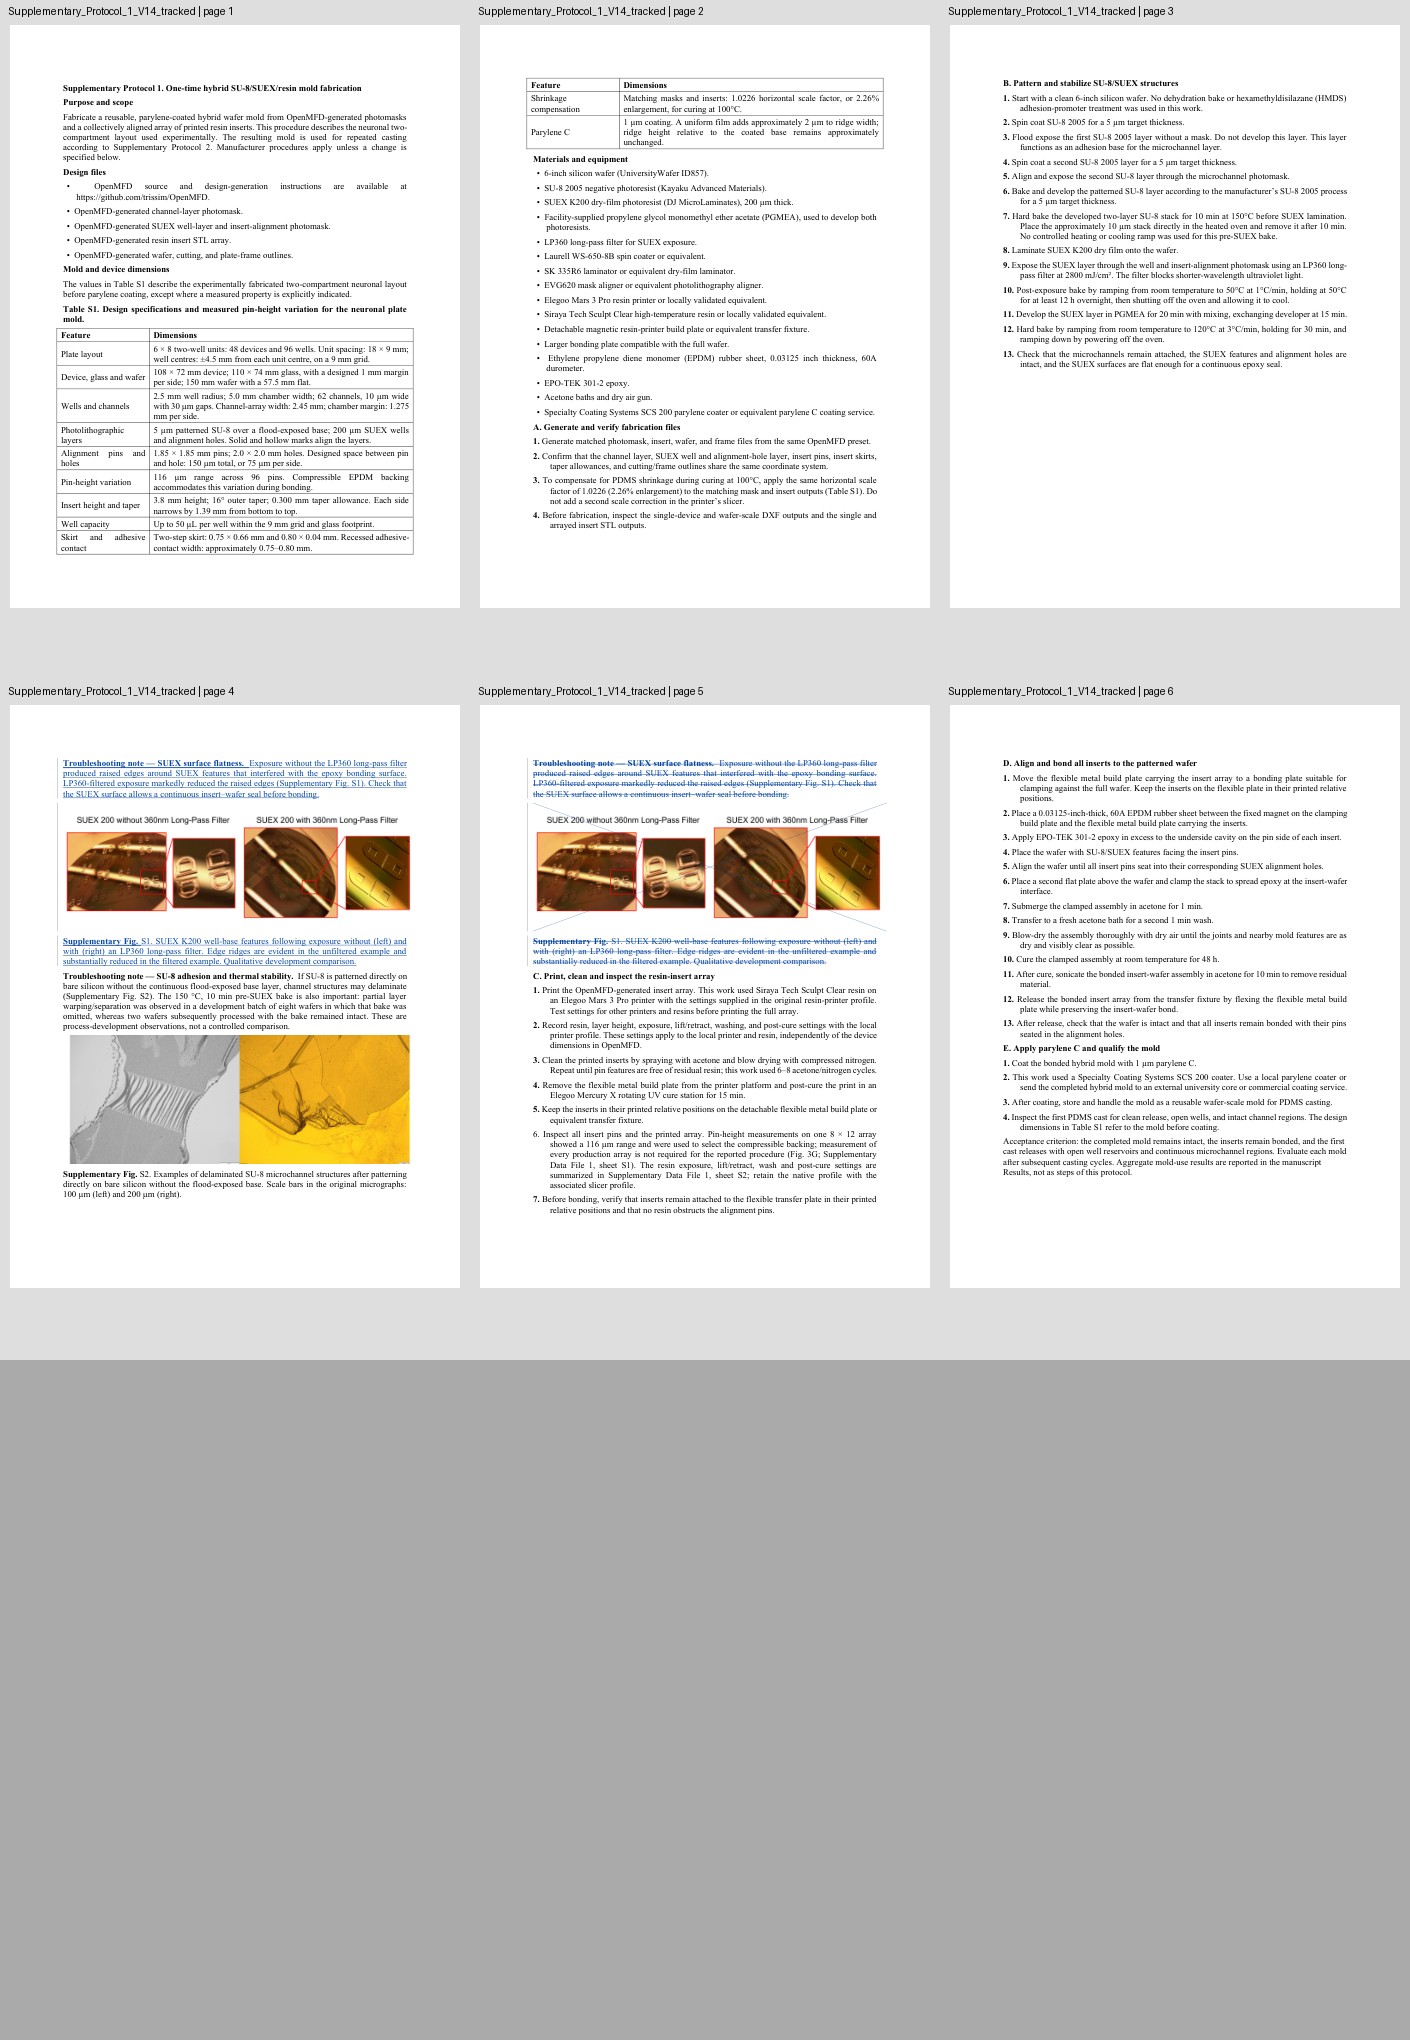 Supplementary_Protocol_1_V14_tracked | page 1
Supplementary Protocol 1. One-time hybrid SU-8/SUEX/resin mold fabrication
Purpose and scope
Fabricate a reusable, parylene-coated hybrid wafer mold from OpenMFD-generated photomasks
and a collectively aligned array of printed resin inserts. This procedure describes the neuronal two-
compartment layout used experimentally. The resulting mold is used for repeated casting
according to Supplementary Protocol 2. Manufacturer procedures apply unless a change is
specified below.
Design files
• OpenMFD source and design-generation instructions are available at
https://github.com/trissim/OpenMFD.
• OpenMFD-generated channel-layer photomask.
• OpenMFD-generated SUEX well-layer and insert-alignment photomask.
• OpenMFD-generated resin insert STL array.
• OpenMFD-generated wafer, cutting, and plate-frame outlines.
Mold and device dimensions
The values in Table S1 describe the experimentally fabricated two-compartment neuronal layout
before parylene coating, except where a measured property is explicitly indicated.
Table S1. Design specifications and measured pin-height variation for the neuronal plate
mold.
Feature Dimensions
Plate layout 6 × 8 two-well units: 48 devices and 96 wells. Unit spacing: 18 × 9 mm;
well centres: ±4.5 mm from each unit centre, on a 9 mm grid.
Device, glass and wafer 108 × 72 mm device; 110 × 74 mm glass, with a designed 1 mm margin
per side; 150 mm wafer with a 57.5 mm flat.
Wells and channels 2.5 mm well radius; 5.0 mm chamber width; 62 channels, 10 µm wide
with 30 µm gaps. Channel-array width: 2.45 mm; chamber margin: 1.275
mm per side.
Photolithographic layers 5 µm patterned SU-8 over a flood-exposed base; 200 µm SUEX wells
and alignment holes. Solid and hollow marks align the layers.
Alignment pins and holes 1.85 × 1.85 mm pins; 2.0 × 2.0 mm holes. Designed space between pin
and hole: 150 µm total, or 75 µm per side.
Pin-height variation 116 µm range across 96 pins. Compressible EPDM backing
accommodates this variation during bonding.
Insert height and taper 3.8 mm height; 16° outer taper; 0.300 mm taper allowance. Each side
narrows by 1.39 mm from bottom to top.
Well capacity Up to 50 µL per well within the 9 mm grid and glass footprint.
Skirt and adhesive contact Two-step skirt: 0.75 × 0.66 mm and 0.80 × 0.04 mm. Recessed adhesive-
contact width: approximately 0.75–0.80 mm.
Supplementary_Protocol_1_V14_tracked | page 2
Feature Dimensions
Shrinkage compensation Matching masks and inserts: 1.0226 horizontal scale factor, or 2.26%
enlargement, for curing at 100°C.
Parylene C 1 µm coating. A uniform film adds approximately 2 µm to ridge width;
ridge height relative to the coated base remains approximately
unchanged.
Materials and equipment
• 6-inch silicon wafer (UniversityWafer ID857).
• SU-8 2005 negative photoresist (Kayaku Advanced Materials).
• SUEX K200 dry-film photoresist (DJ MicroLaminates), 200 µm thick.
• Facility-supplied propylene glycol monomethyl ether acetate (PGMEA), used to develop both
photoresists.
• LP360 long-pass filter for SUEX exposure.
• Laurell WS-650-8B spin coater or equivalent.
• SK 335R6 laminator or equivalent dry-film laminator.
• EVG620 mask aligner or equivalent photolithography aligner.
• Elegoo Mars 3 Pro resin printer or locally validated equivalent.
• Siraya Tech Sculpt Clear high-temperature resin or locally validated equivalent.
• Detachable magnetic resin-printer build plate or equivalent transfer fixture.
• Larger bonding plate compatible with the full wafer.
• Ethylene propylene diene monomer (EPDM) rubber sheet, 0.03125 inch thickness, 60A
durometer.
• EPO-TEK 301-2 epoxy.
• Acetone baths and dry air gun.
• Specialty Coating Systems SCS 200 parylene coater or equivalent parylene C coating service.
A. Generate and verify fabrication files
1. Generate matched photomask, insert, wafer, and frame files from the same OpenMFD preset.
2. Confirm that the channel layer, SUEX well and alignment-hole layer, insert pins, insert skirts,
taper allowances, and cutting/frame outlines share the same coordinate system.
3. To compensate for PDMS shrinkage during curing at 100°C, apply the same horizontal scale
factor of 1.0226 (2.26% enlargement) to the matching mask and insert outputs (Table S1). Do
not add a second scale correction in the printer's slicer.
4. Before fabrication, inspect the single-device and wafer-scale DXF outputs and the single and
arrayed insert STL outputs.
Supplementary_Protocol_1_V14_tracked | page 3
B. Pattern and stabilize SU-8/SUEX structures
1. Start with a clean 6-inch silicon wafer. No dehydration bake or hexamethyldisilazane (HMDS)
adhesion-promoter treatment was used in this work.
2. Spin coat SU-8 2005 for a 5 µm target thickness.
3. Flood expose the first SU-8 2005 layer without a mask. Do not develop this layer. This layer
functions as an adhesion base for the microchannel layer.
4. Spin coat a second SU-8 2005 layer for a 5 µm target thickness.
5. Align and expose the second SU-8 layer through the microchannel photomask.
6. Bake and develop the patterned SU-8 layer according to the manufacturer's SU-8 2005 process
for a 5 µm target thickness.
7. Hard bake the developed two-layer SU-8 stack for 10 min at 150°C before SUEX lamination.
Place the approximately 10 µm stack directly in the heated oven and remove it after 10 min.
No controlled heating or cooling ramp was used for this pre-SUEX bake.
8. Laminate SUEX K200 dry film onto the wafer.
9. Expose the SUEX layer through the well and insert-alignment photomask using an LP360 long-
pass filter at 2800 mJ/cm². The filter blocks shorter-wavelength ultraviolet light.
10. Post-exposure bake by ramping from room temperature to 50°C at 1°C/min, holding at 50°C
for at least 12 h overnight, then shutting off the oven and allowing it to cool.
11. Develop the SUEX layer in PGMEA for 20 min with mixing, exchanging developer at 15 min.
12. Hard bake by ramping from room temperature to 120°C at 3°C/min, holding for 30 min, and
ramping down by powering off the oven.
13. Check that the microchannels remain attached, the SUEX features and alignment holes are
intact, and the SUEX surfaces are flat enough for a continuous epoxy seal.
Supplementary_Protocol_1_V14_tracked | page 4
Troubleshooting note — SUEX surface flatness. Exposure without the LP360 long-pass filter
produced raised edges around SUEX features that interfered with the epoxy bonding surface.
LP360-filtered exposure markedly reduced the raised edges (Supplementary Fig. S1). Check that
the SUEX surface allows a continuous insert–wafer seal before bonding.
SUEX 200 without 360nm Long-Pass Filter SUEX 200 with 360nm Long-Pass Filter
Supplementary Fig. S1. SUEX K200 well-base features following exposure without (left) and
with (right) an LP360 long-pass filter. Edge ridges are evident in the unfiltered example and
substantially reduced in the filtered example. Qualitative development comparison.
Troubleshooting note — SU-8 adhesion and thermal stability. If SU-8 is patterned directly on
bare silicon without the continuous flood-exposed base layer, channel structures may delaminate
(Supplementary Fig. S2). The 150 °C, 10 min pre-SUEX bake is also important: partial layer
warping/separation was observed in a development batch of eight wafers in which that bake was
omitted, whereas two wafers subsequently processed with the bake remained intact. These are
process-development observations, not a controlled comparison.
Supplementary Fig. S2. Examples of delaminated SU-8 microchannel structures after patterning
directly on bare silicon without the flood-exposed base. Scale bars in the original micrographs:
100 µm (left) and 200 µm (right).
Supplementary_Protocol_1_V14_tracked | page 5
Troubleshooting note — SUEX surface flatness. Exposure without the LP360 long-pass filter
produced raised edges around SUEX features that interfered with the epoxy bonding surface.
LP360-filtered exposure markedly reduced the raised edges (Supplementary Fig. S1). Check that
the SUEX surface allows a continuous insert–wafer seal before bonding.
SUEX 200 without 360nm Long-Pass Filter SUEX 200 with 360nm Long-Pass Filter
Supplementary Fig. S1. SUEX K200 well-base features following exposure without (left) and
with (right) an LP360 long-pass filter. Edge ridges are evident in the unfiltered example and
substantially reduced in the filtered example. Qualitative development comparison.
C. Print, clean and inspect the resin-insert array
1. Print the OpenMFD-generated insert array. This work used Siraya Tech Sculpt Clear resin on
an Elegoo Mars 3 Pro printer with the settings supplied in the original resin-printer profile.
Test settings for other printers and resins before printing the full array.
2. Record resin, layer height, exposure, lift/retract, washing, and post-cure settings with the local
printer profile. These settings apply to the local printer and resin, independently of the device
dimensions in OpenMFD.
3. Clean the printed inserts by spraying with acetone and blow drying with compressed nitrogen.
Repeat until pin features are free of residual resin; this work used 6–8 acetone/nitrogen cycles.
4. Remove the flexible metal build plate from the printer platform and post-cure the print in an
Elegoo Mercury X rotating UV cure station for 15 min.
5. Keep the inserts in their printed relative positions on the detachable flexible metal build plate or
equivalent transfer fixture.
6. Inspect all insert pins and the printed array. Pin-height measurements on one 8 × 12 array
showed a 116 µm range and were used to select the compressible backing; measurement of
every production array is not required for the reported procedure (Fig. 3G; Supplementary
Data File 1, sheet S1). The resin exposure, lift/retract, wash and post-cure settings are
summarized in Supplementary Data File 1, sheet S2; retain the native profile with the
associated slicer profile.
7. Before bonding, verify that inserts remain attached to the flexible transfer plate in their printed
relative positions and that no resin obstructs the alignment pins.
Supplementary_Protocol_1_V14_tracked | page 6
D. Align and bond all inserts to the patterned wafer
1. Move the flexible metal build plate carrying the insert array to a bonding plate suitable for
clamping against the full wafer. Keep the inserts on the flexible plate in their printed relative
positions.
2. Place a 0.03125-inch-thick, 60A EPDM rubber sheet between the fixed magnet on the clamping
build plate and the flexible metal build plate carrying the inserts.
3. Apply EPO-TEK 301-2 epoxy in excess to the underside cavity on the pin side of each insert.
4. Place the wafer with SU-8/SUEX features facing the insert pins.
5. Align the wafer until all insert pins seat into their corresponding SUEX alignment holes.
6. Place a second flat plate above the wafer and clamp the stack to spread epoxy at the insert-wafer
interface.
7. Submerge the clamped assembly in acetone for 1 min.
8. Transfer to a fresh acetone bath for a second 1 min wash.
9. Blow-dry the assembly thoroughly with dry air until the joints and nearby mold features are as
dry and visibly clear as possible.
10. Cure the clamped assembly at room temperature for 48 h.
11. After cure, sonicate the bonded insert-wafer assembly in acetone for 10 min to remove residual
material.
12. Release the bonded insert array from the transfer fixture by flexing the flexible metal build
plate while preserving the insert-wafer bond.
13. After release, check that the wafer is intact and that all inserts remain bonded with their pins
seated in the alignment holes.
E. Apply parylene C and qualify the mold
1. Coat the bonded hybrid mold with 1 µm parylene C.
2. This work used a Specialty Coating Systems SCS 200 coater. Use a local parylene coater or
send the completed hybrid mold to an external university core or commercial coating service.
3. After coating, store and handle the mold as a reusable wafer-scale mold for PDMS casting.
4. Inspect the first PDMS cast for clean release, open wells, and intact channel regions. The design
dimensions in Table S1 refer to the mold before coating.
Acceptance criterion: the completed mold remains intact, the inserts remain bonded, and the first
cast releases with open well reservoirs and continuous microchannel regions. Evaluate each mold
after subsequent casting cycles. Aggregate mold-use results are reported in the manuscript
Results, not as steps of this protocol.